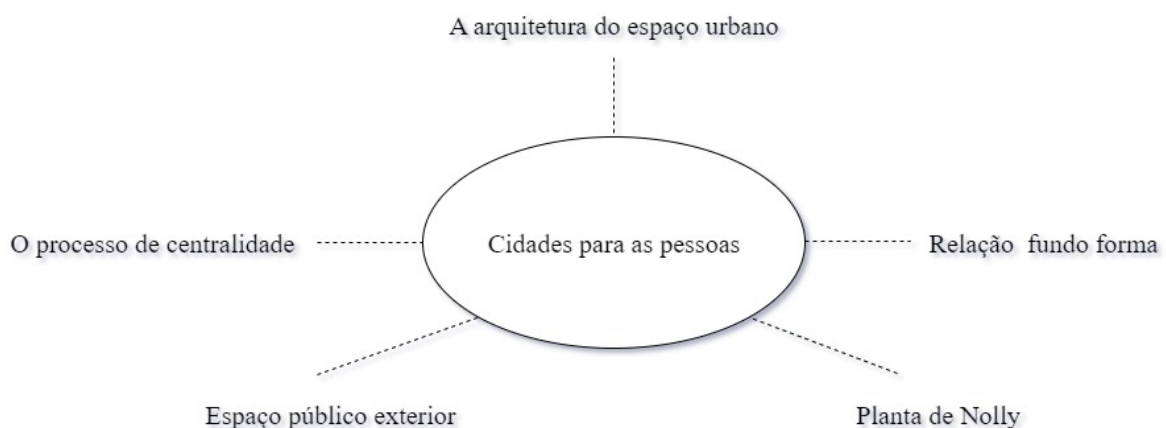 A arquitetura do espaço urbano
O processo de centralidade
Cidades para as pessoas
Relação fundo forma
Espaço público exterior
Planta de Nolly